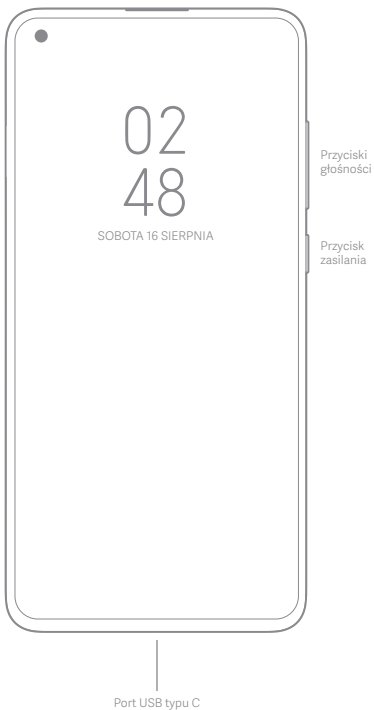 02
48
SOBOTA 16 SIERPNIA
Przyciski
głośności
Przycisk
zasilania
Port USB typu C